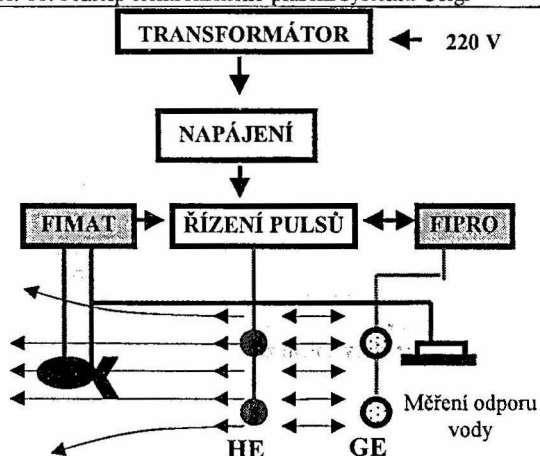 TRANSFORMÁTOR
220 V
NAPÁJENÍ
FIMAT
ŘÍZENÍ PULSŮ
FIPRO
Měření odporu
vody
HE
GE